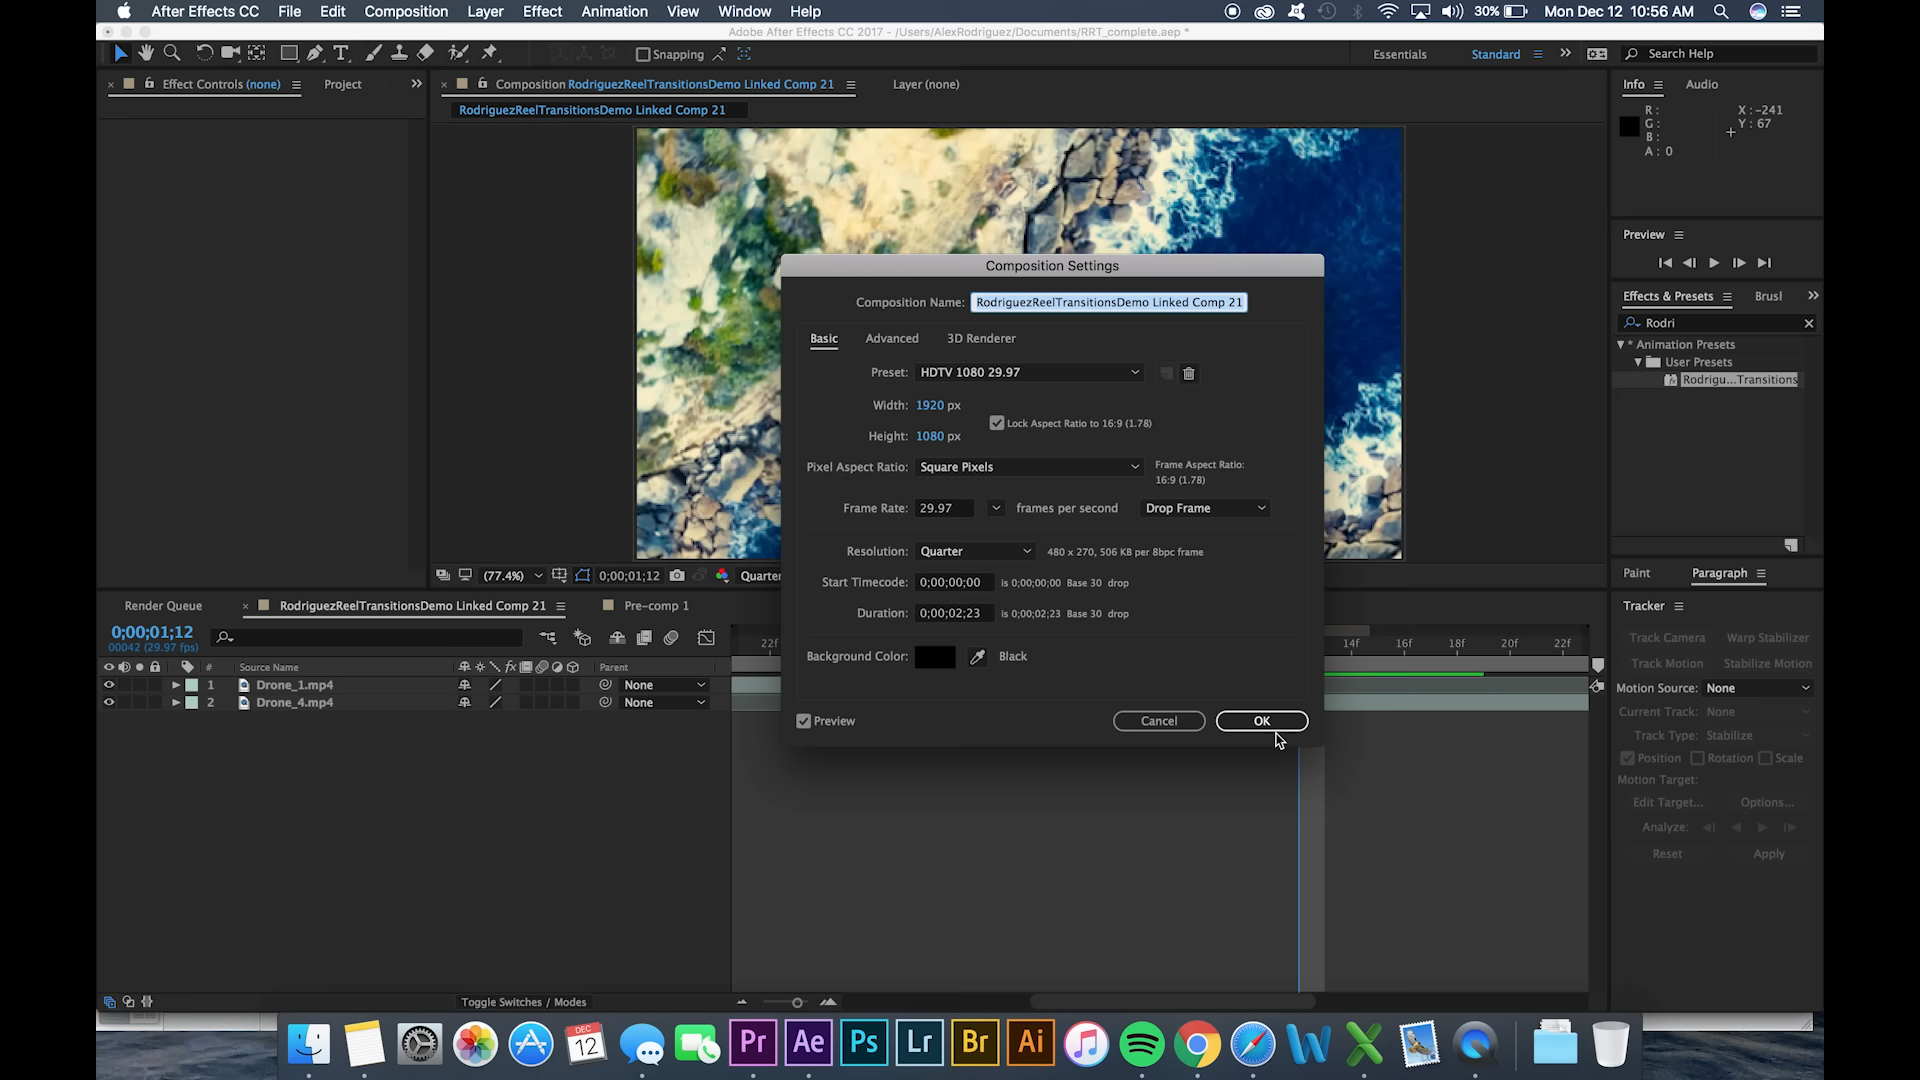 After Effects CC File Edit Composition Layer Effect Animation View Window Help 30% Mon Dec 12 10:56 AM
Adobe After Effects CC 2017 - /Users/AlexRodriguez/Documents/RRT_complete.aep *
Snapping Essentials Standard Search Help
Effect Controls (none) Project Composition RodriguezReelTransitionsDemo Linked Comp 21 Layer (none) Info Audio
RodriguezReelTransitionsDemo Linked Comp 21
R: X: -241
G: Y: 67
B:
A: 0
Preview
Composition Settings
Composition Name: RodriguezReelTransitionsDemo Linked Comp 21
Effects & Presets Brusl
Rodri
Basic Advanced 3D Renderer
* Animation Presets
User Presets
Rodrigu...Transitions
Preset: HDTV 1080 29.97
Width: 1920 px
Lock Aspect Ratio to 16:9 (1.78)
Height: 1080 px
Pixel Aspect Ratio: Square Pixels Frame Aspect Ratio:
16:9 (1.78)
Frame Rate: 29.97 frames per second Drop Frame
Resolution: Quarter 480 x 270, 506 KB per 8bpc frame
Start Timecode: 0;00;00;00 is 0;00;00;00 Base 30 drop
Duration: 0;00;02;23 is 0;00;02;23 Base 30 drop
Background Color: Black
Preview Cancel OK
(77.4%) 0;00;01;12 Quarter
Paint Paragraph
Render Queue RodriguezReelTransitionsDemo Linked Comp 21 Pre-comp 1
Tracker
0;00;01;12
00042 (29.97 fps)
22f 14f 16f 18f 20f 22f
Track Camera Warp Stabilizer
Track Motion Stabilize Motion
# Source Name Parent
1 Drone_1.mp4 None
2 Drone_4.mp4 None
Motion Source: None
Current Track: None
Track Type: Stabilize
Position Rotation Scale
Motion Target:
Edit Target... Options...
Analyze:
Reset Apply
Toggle Switches / Modes
DEC
12
Pr Ae Ps Lr Br Ai